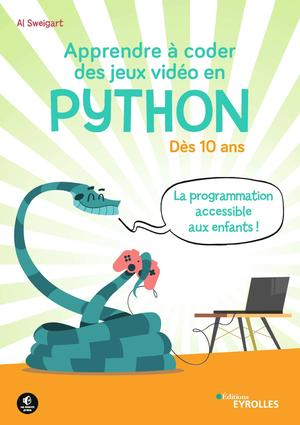 Al Sweigart
Apprendre à coder
des jeux vidéo en
PYTHON
Dès 10 ans
La programmation
accessible
aux enfants !
Éditions
EYROLLES